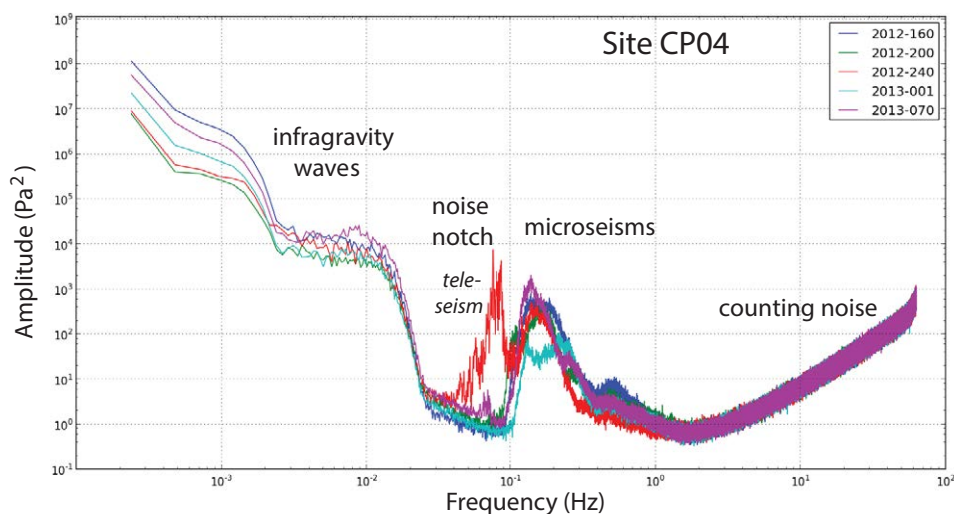 Site CP04
2012-160
2012-200
2012-240
2013-001
2013-070
infragravity
waves
noise
notch
tele-
seism
microseisms
counting noise
Amplitude (Pa²)
10⁹
10⁸
10⁷
10⁶
10⁵
10⁴
10³
10²
10¹
10⁰
10⁻¹
10⁻³
10⁻²
10⁻¹
10⁰
10¹
10²
Frequency (Hz)